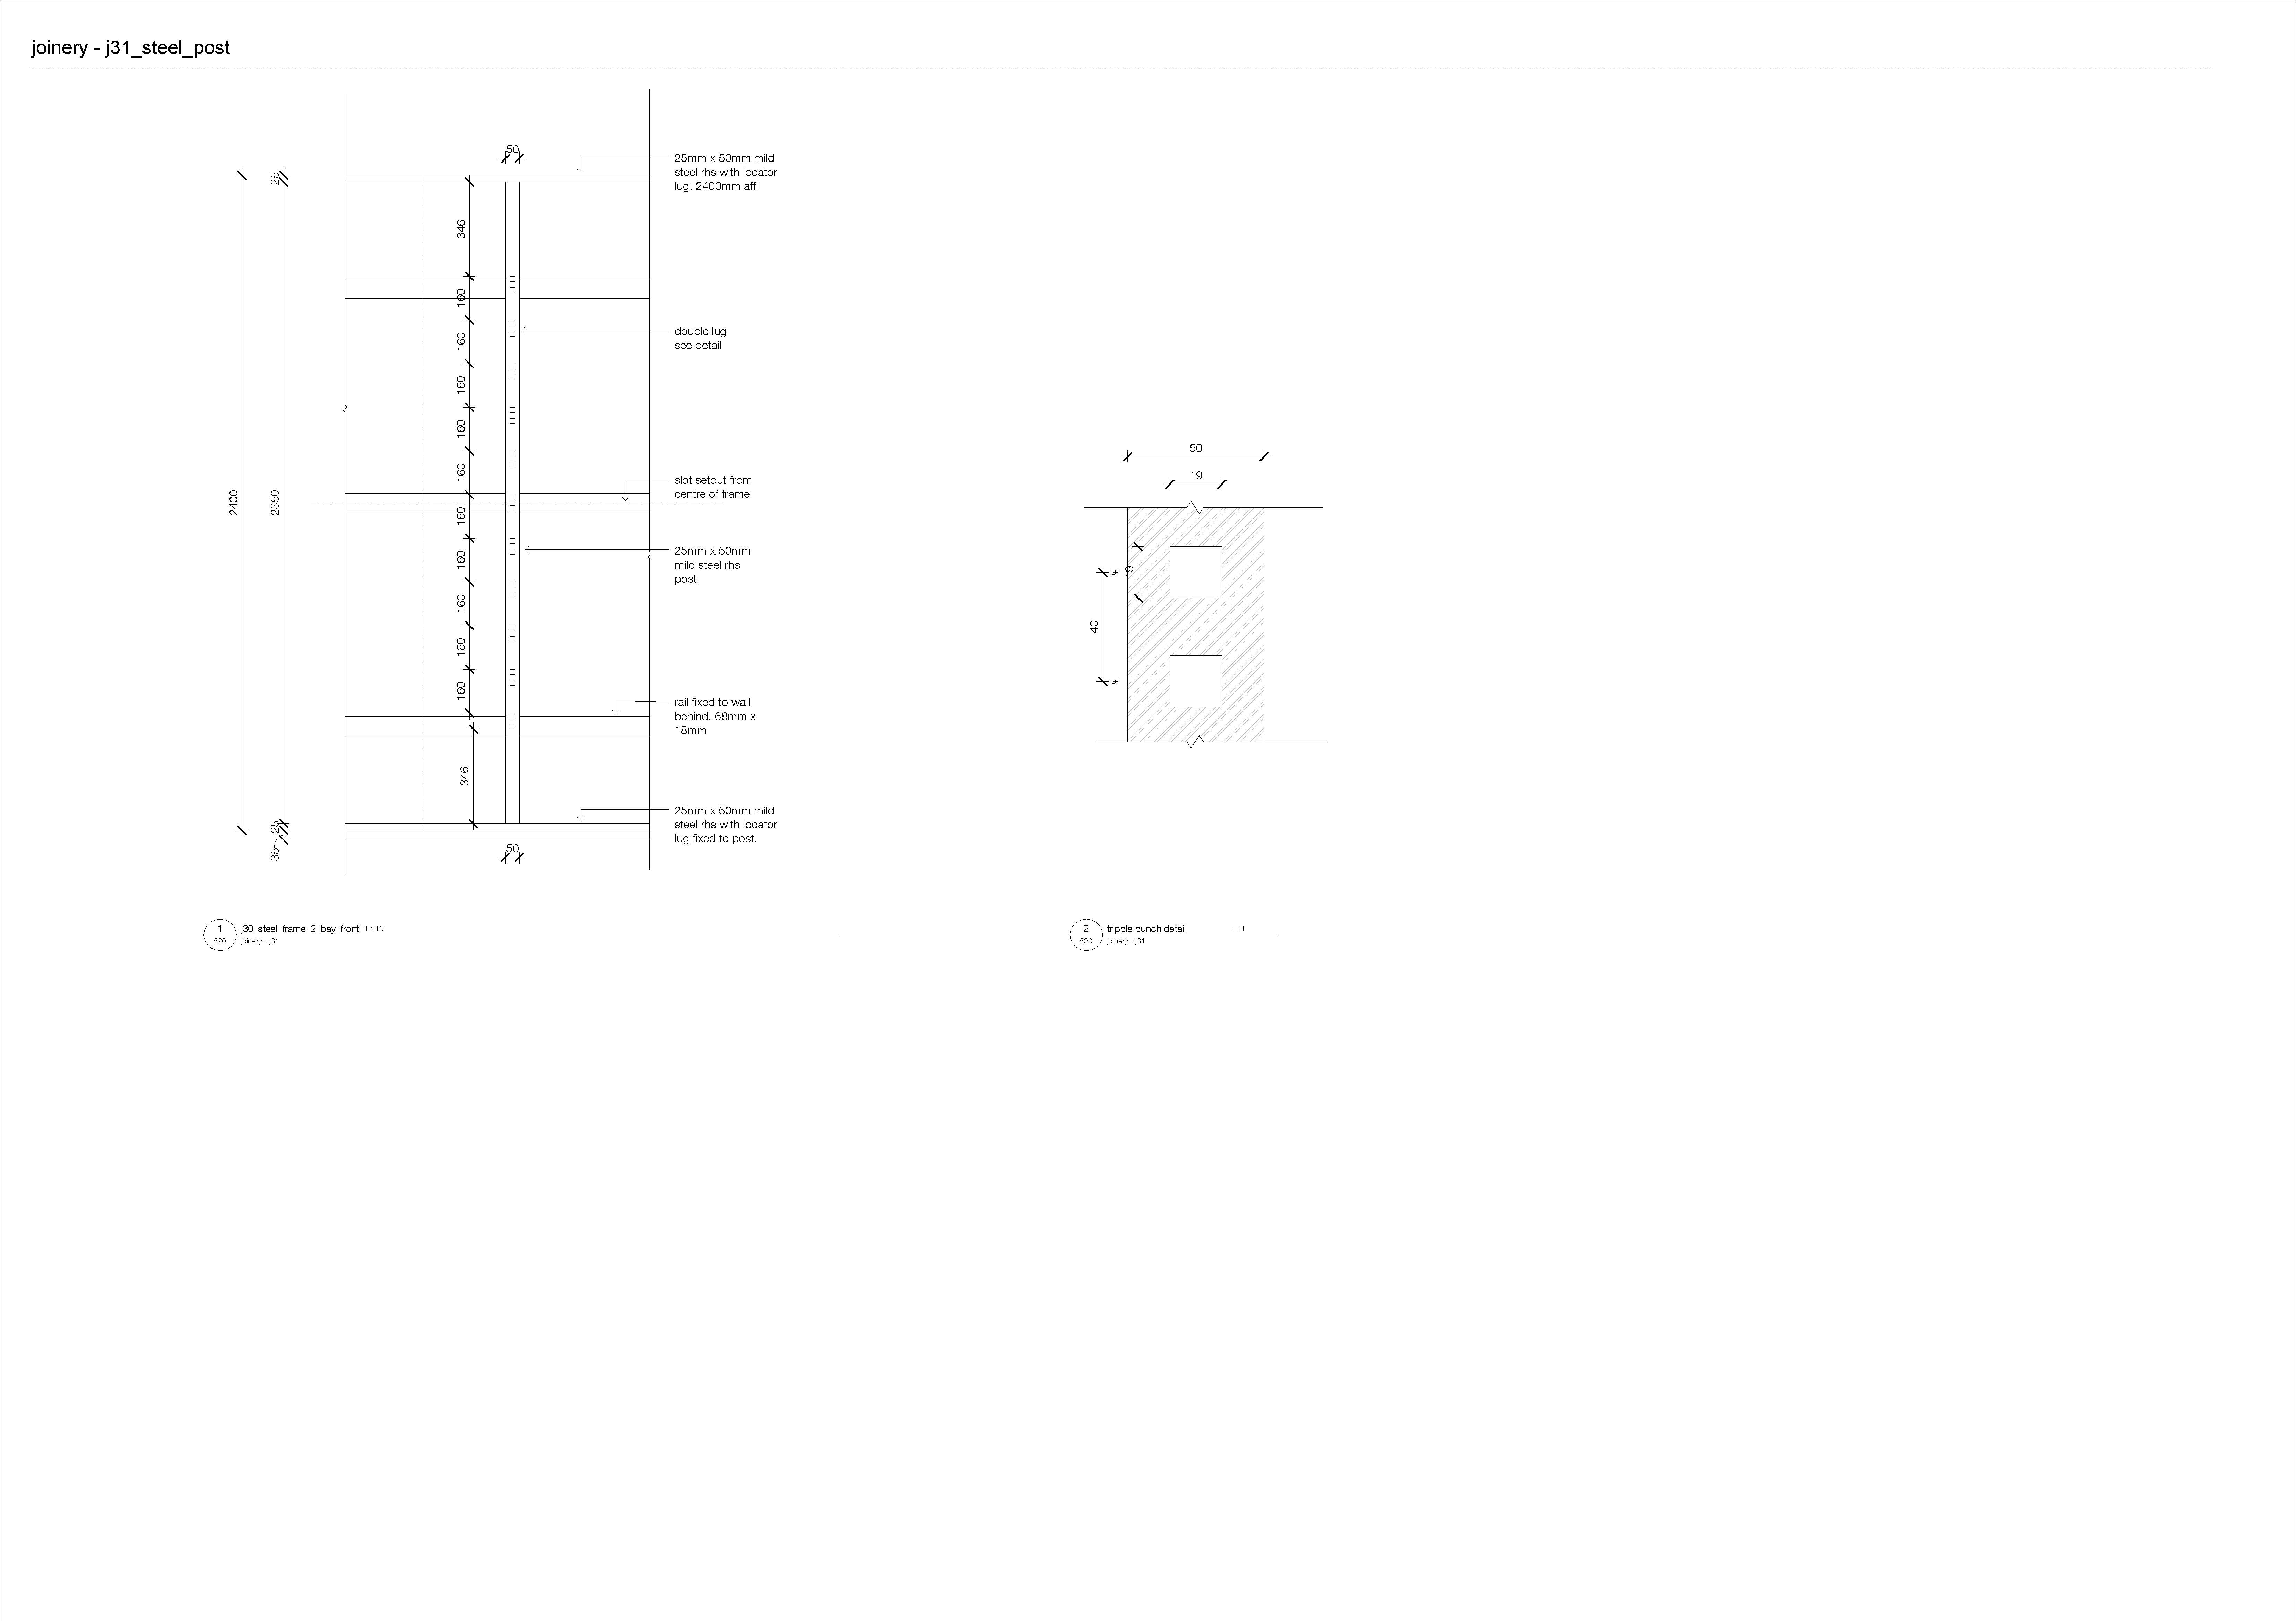 joinery - j31_steel_post
50
25mm x 50mm mild
steel rhs with locator
lug. 2400mm affl
25
346
160
160
double lug
see detail
160
160
160
slot setout from
centre of frame
2400
2350
160
25mm x 50mm
mild steel rhs
post
160
160
160
160
rail fixed to wall
behind. 68mm x
18mm
346
25mm x 50mm mild
steel rhs with locator
lug fixed to post.
25
35
50
50
19
19
40
1
520
j30_steel_frame_2_bay_front 1 : 10
joinery - j31
2
520
tripple punch detail 1 : 1
joinery - j31